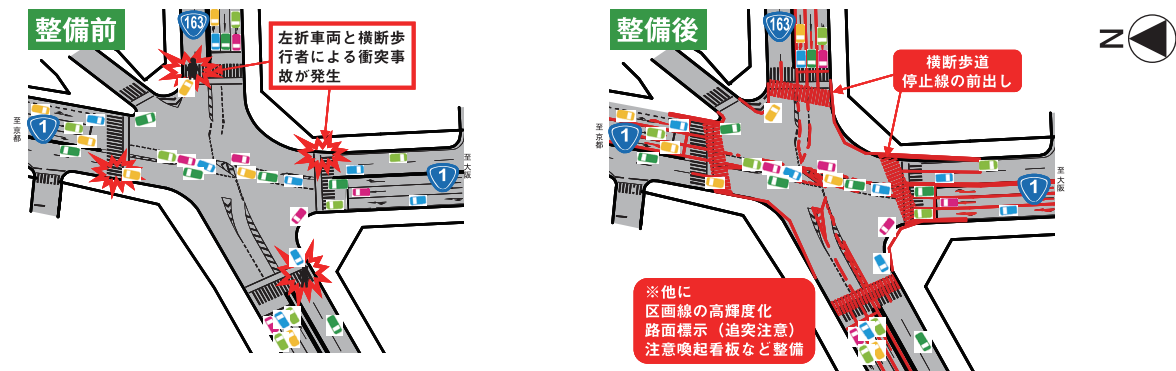 整備前
163
左折車両と横断歩
行者による衝突事
故が発生
至京都
1
1
至大阪
整備後
163
横断歩道
停止線の前出し
至京都
1
1
至大阪
※他に
区画線の高輝度化
路面標示（追突注意）
注意喚起看板など整備
N